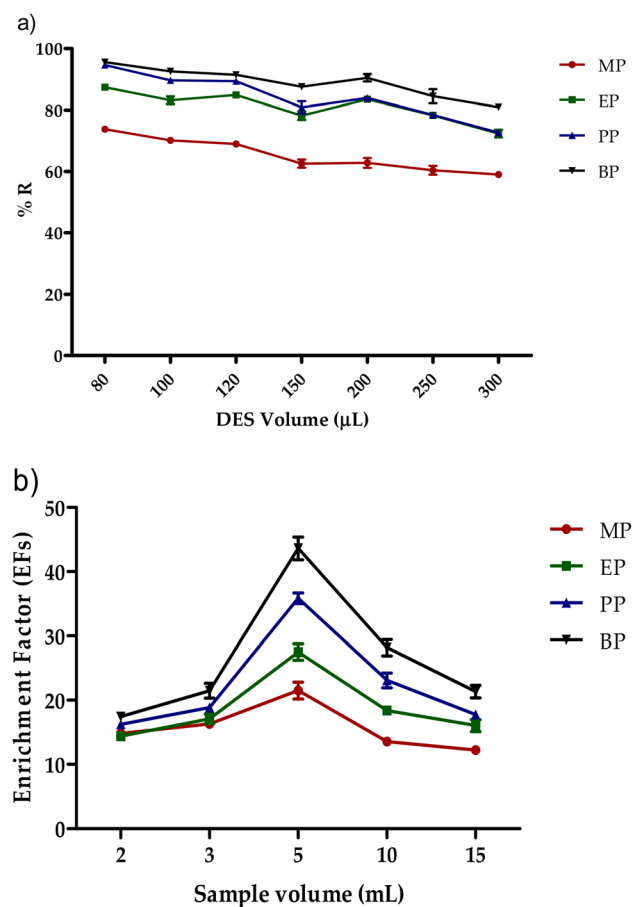 a)
100
80
60
40
20
0
% R
80
100
120
150
200
250
300
DES Volume (μL)
MP
EP
PP
BP
b)
50
40
30
20
10
0
Enrichment Factor (EFs)
2
3
5
10
15
Sample volume (mL)
MP
EP
PP
BP